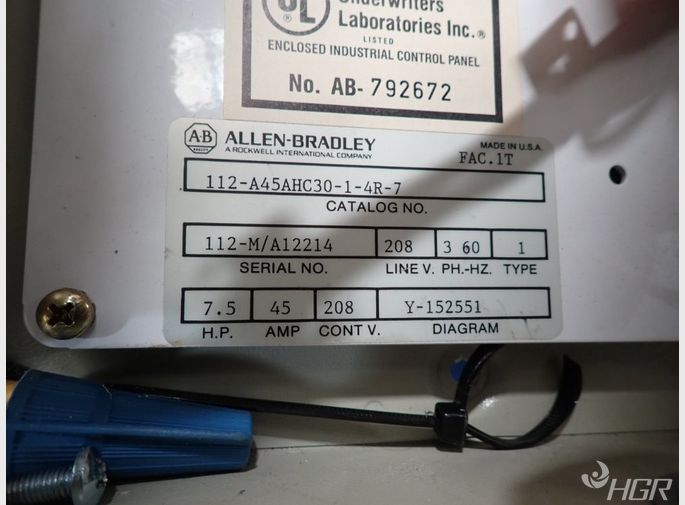 UL
Underwriters
Laboratories Inc.®
LISTED
ENCLOSED INDUSTRIAL CONTROL PANEL
No. AB- 792672
A-B ALLEN-BRADLEY
A ROCKWELL INTERNATIONAL COMPANY
MADE IN U.S.A.
FAC.1T
112-A45AHC30-1-4R-7
CATALOG NO.
112-M/A12214 208 3 60 1
SERIAL NO. LINE V. PH.-HZ. TYPE
7.5 45 208 Y-152551
H.P. AMP CONT V. DIAGRAM
HGR